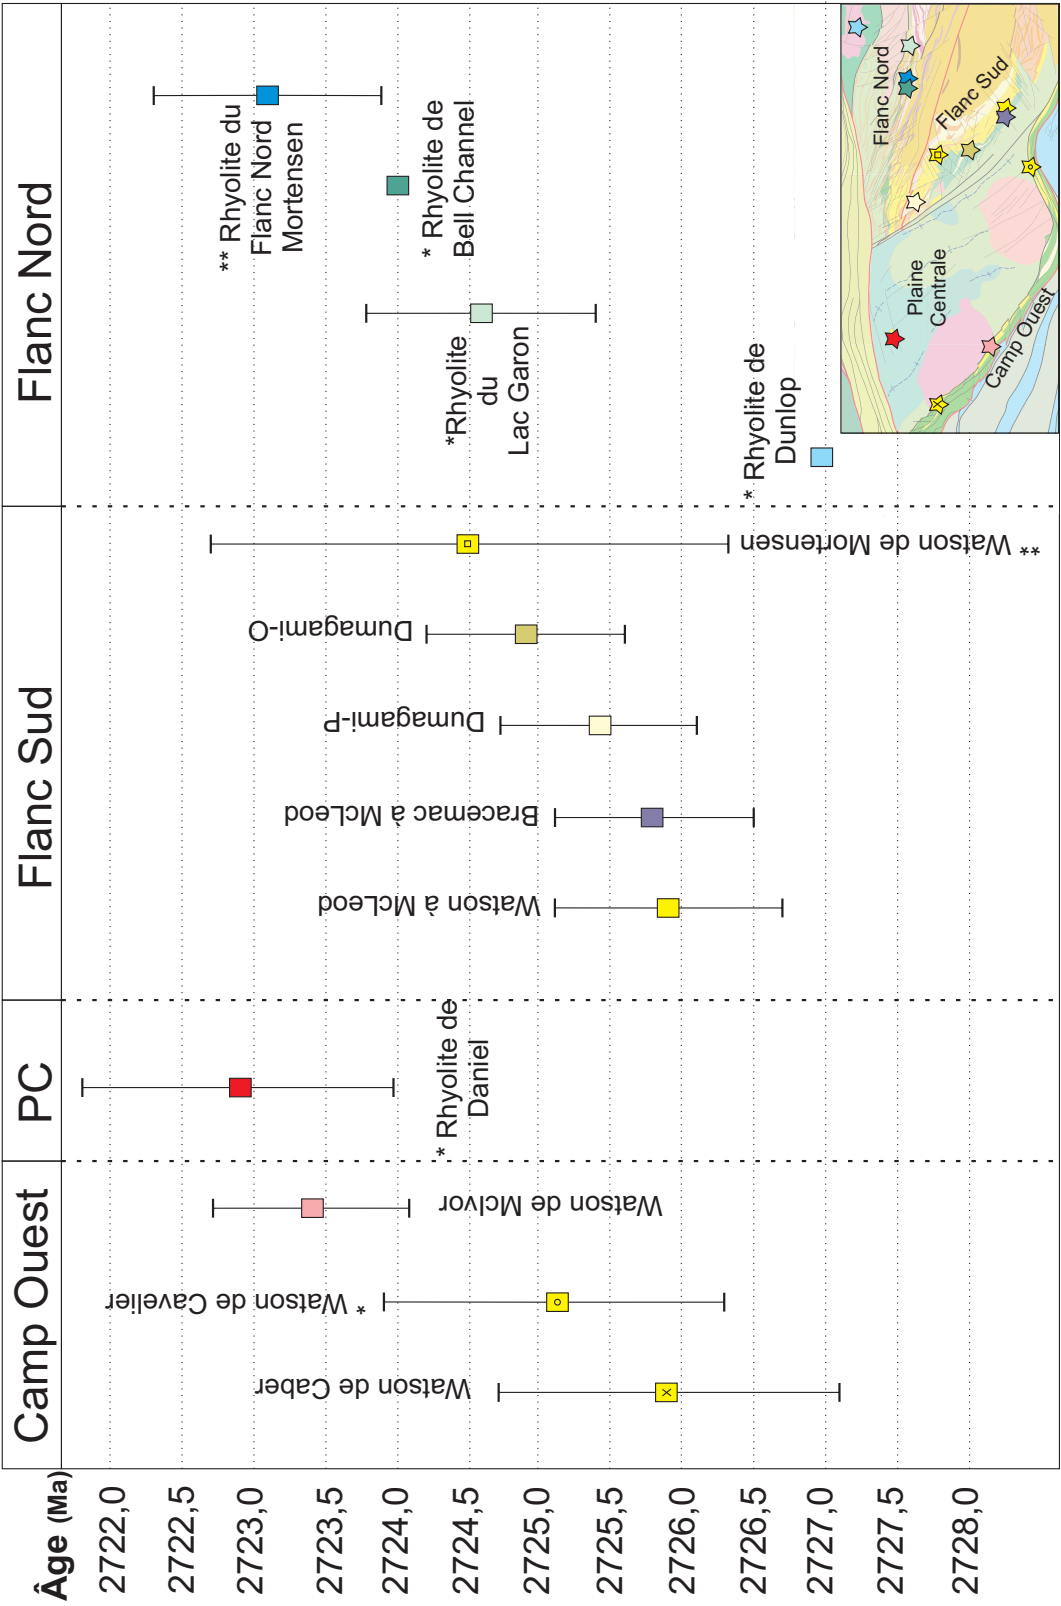 Âge (Ma)
2722,0
2722,5
2723,0
2723,5
2724,0
2724,5
2725,0
2725,5
2726,0
2726,5
2727,0
2727,5
2728,0
Camp Ouest
PC
Flanc Sud
Flanc Nord
Watson de Caber
* Watson de Cavelier
Watson de McIvor
* Rhyolite de
Daniel
Watson à McLeod
Bracemac à McLeod
Dumagami-P
Dumagami-O
** Watson de Mortensen
* Rhyolite de
Dunlop
*Rhyolite
du
Lac Garon
* Rhyolite de
Bell Channel
** Rhyolite du
Flanc Nord
Mortensen
Flanc Nord
Flanc Sud
Plaine
Centrale
Camp Ouest